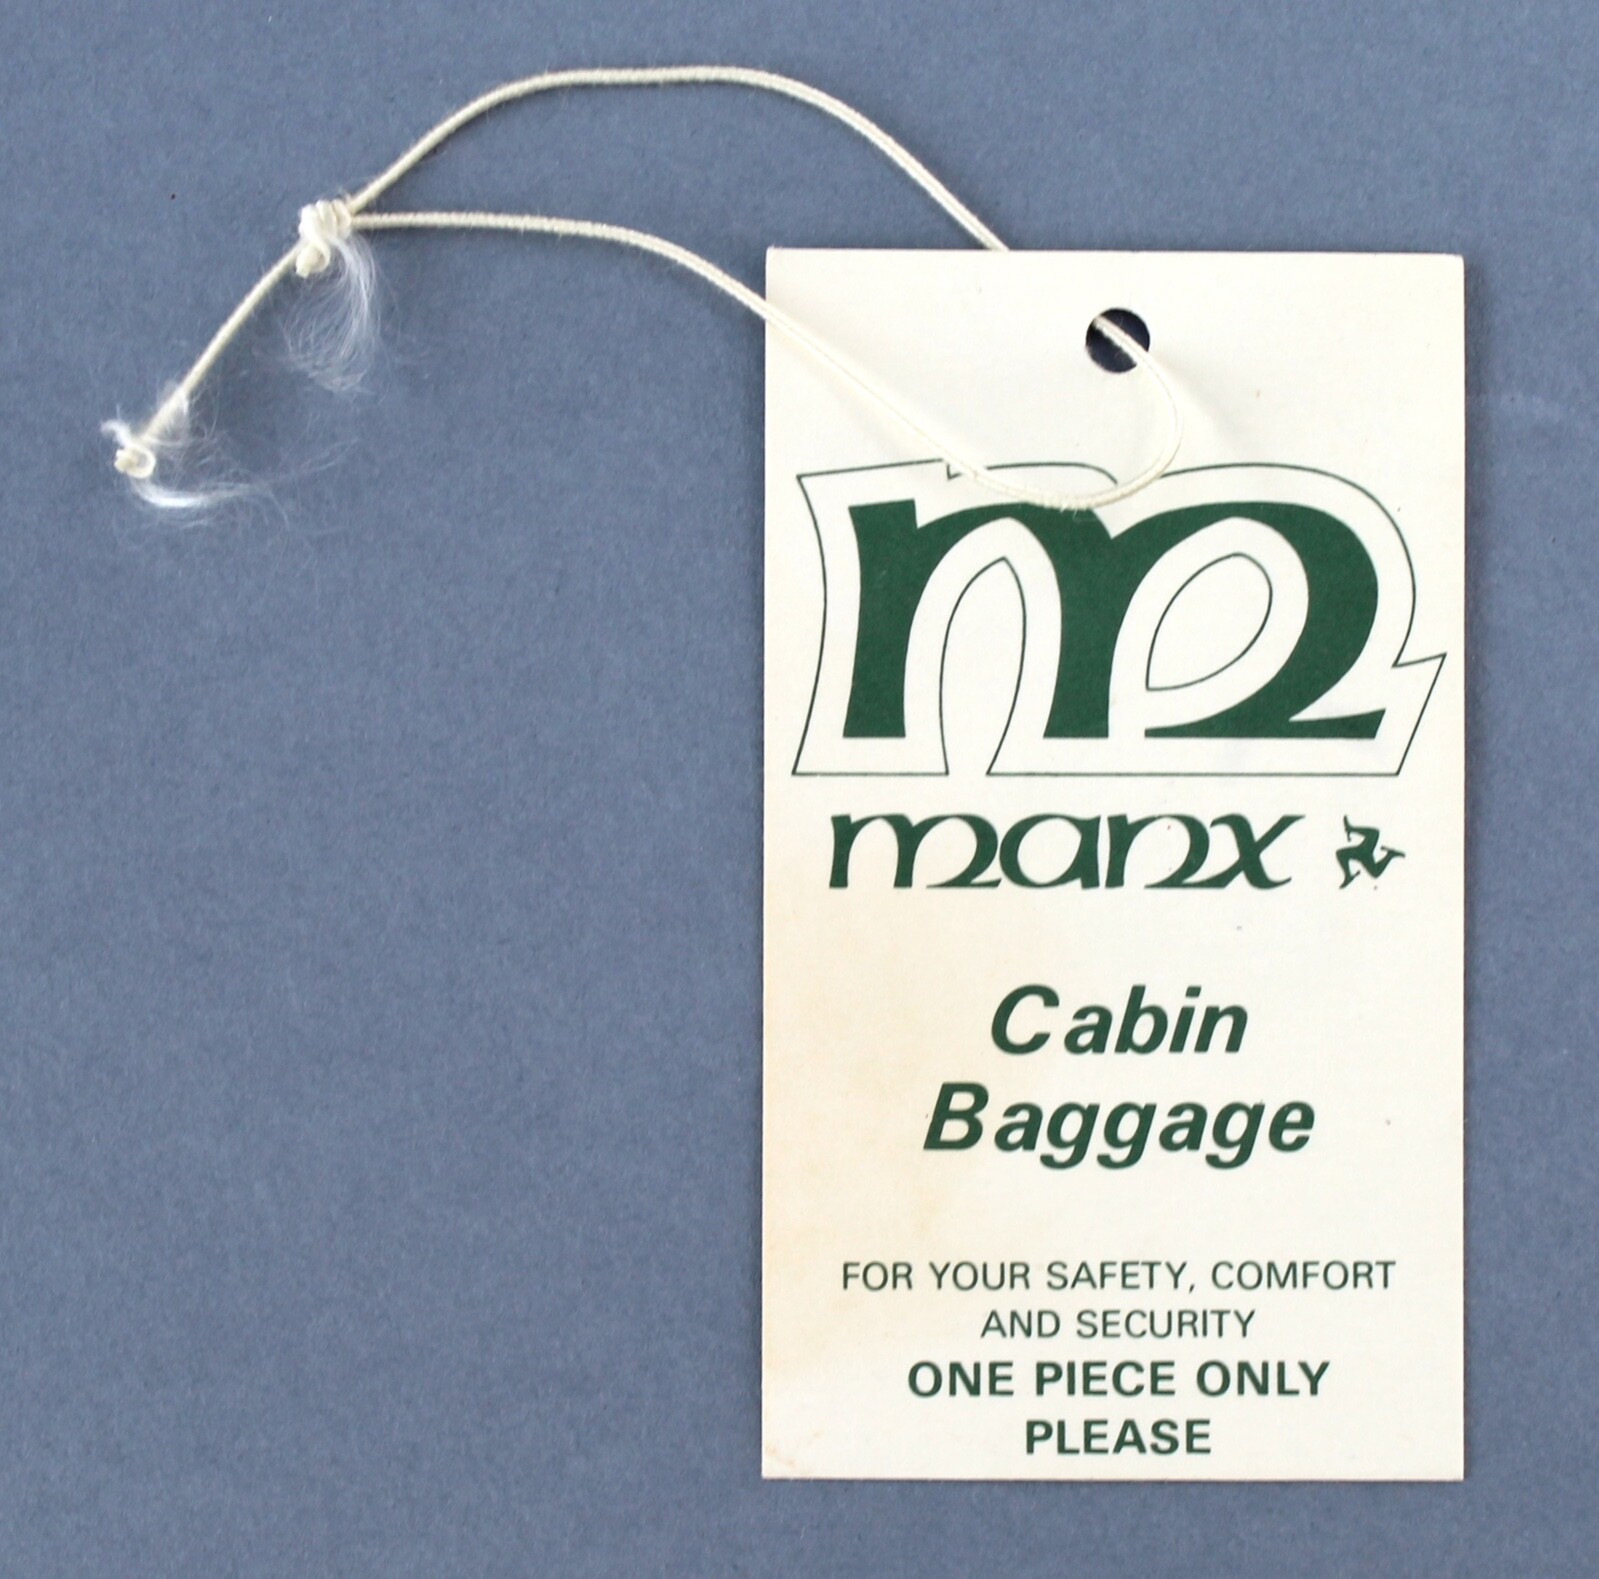 m
manx
Cabin
Baggage
FOR YOUR SAFETY, COMFORT
AND SECURITY
ONE PIECE ONLY
PLEASE